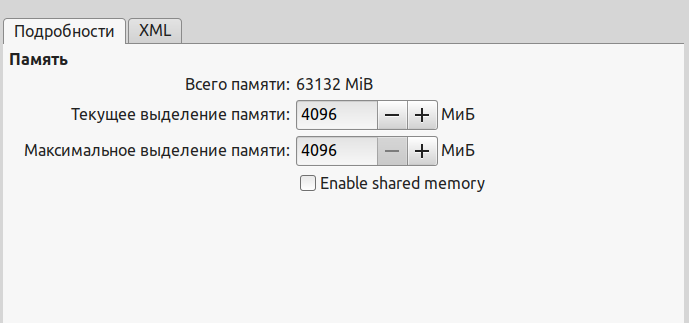 Подробности XML
Память
Всего памяти: 63132 MiB
Текущее выделение памяти: 4096 МиБ
Максимальное выделение памяти: 4096 МиБ
Enable shared memory